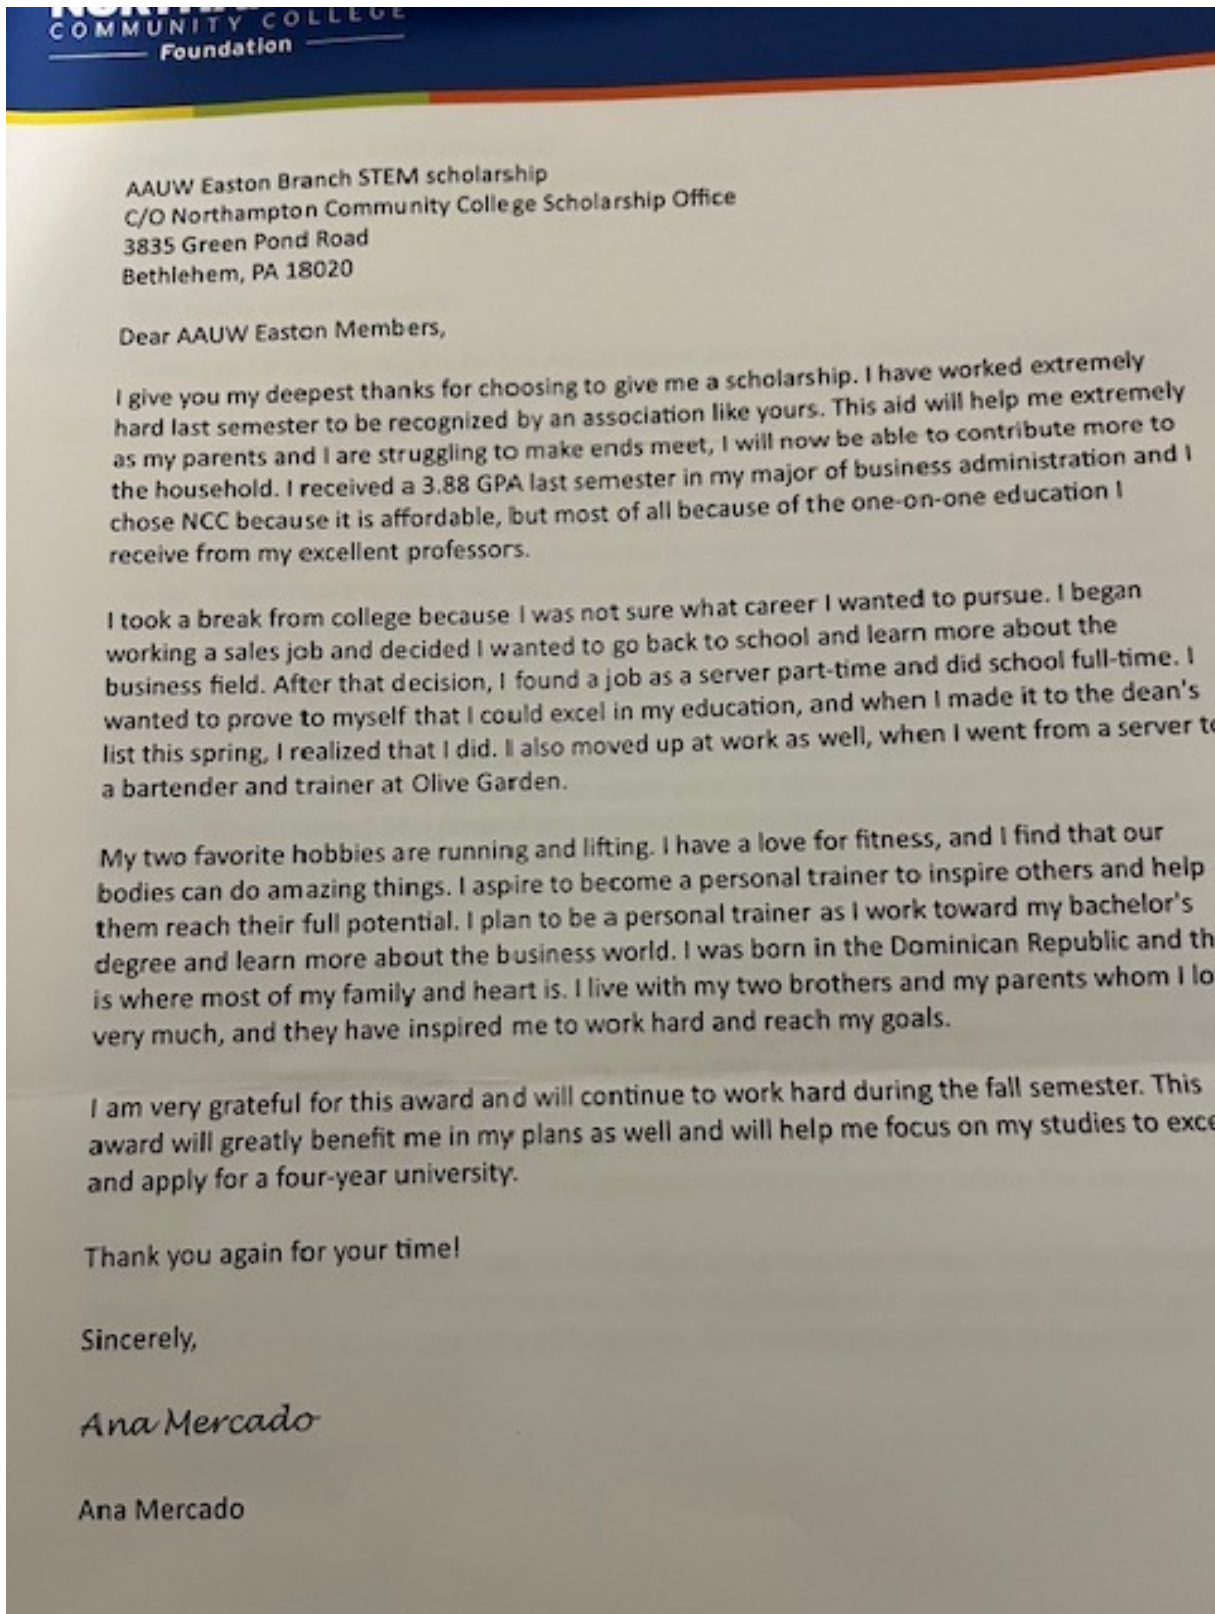 COMMUNITY COLLEGE
Foundation
AAUW Easton Branch STEM scholarship
C/O Northampton Community College Scholarship Office
3835 Green Pond Road
Bethlehem, PA 18020
Dear AAUW Easton Members,
I give you my deepest thanks for choosing to give me a scholarship. I have worked extremely
hard last semester to be recognized by an association like yours. This aid will help me extremely
as my parents and I are struggling to make ends meet, I will now be able to contribute more to
the household. I received a 3.88 GPA last semester in my major of business administration and I
chose NCC because it is affordable, but most of all because of the one-on-one education I
receive from my excellent professors.
I took a break from college because I was not sure what career I wanted to pursue. I began
working a sales job and decided I wanted to go back to school and learn more about the
business field. After that decision, I found a job as a server part-time and did school full-time. I
wanted to prove to myself that I could excel in my education, and when I made it to the dean's
list this spring, I realized that I did. I also moved up at work as well, when I went from a server to
a bartender and trainer at Olive Garden.
My two favorite hobbies are running and lifting. I have a love for fitness, and I find that our
bodies can do amazing things. I aspire to become a personal trainer to inspire others and help
them reach their full potential. I plan to be a personal trainer as I work toward my bachelor's
degree and learn more about the business world. I was born in the Dominican Republic and th
is where most of my family and heart is. I live with my two brothers and my parents whom I lo
very much, and they have inspired me to work hard and reach my goals.
I am very grateful for this award and will continue to work hard during the fall semester. This
award will greatly benefit me in my plans as well and will help me focus on my studies to exce
and apply for a four-year university.
Thank you again for your time!
Sincerely,
Ana Mercado
Ana Mercado